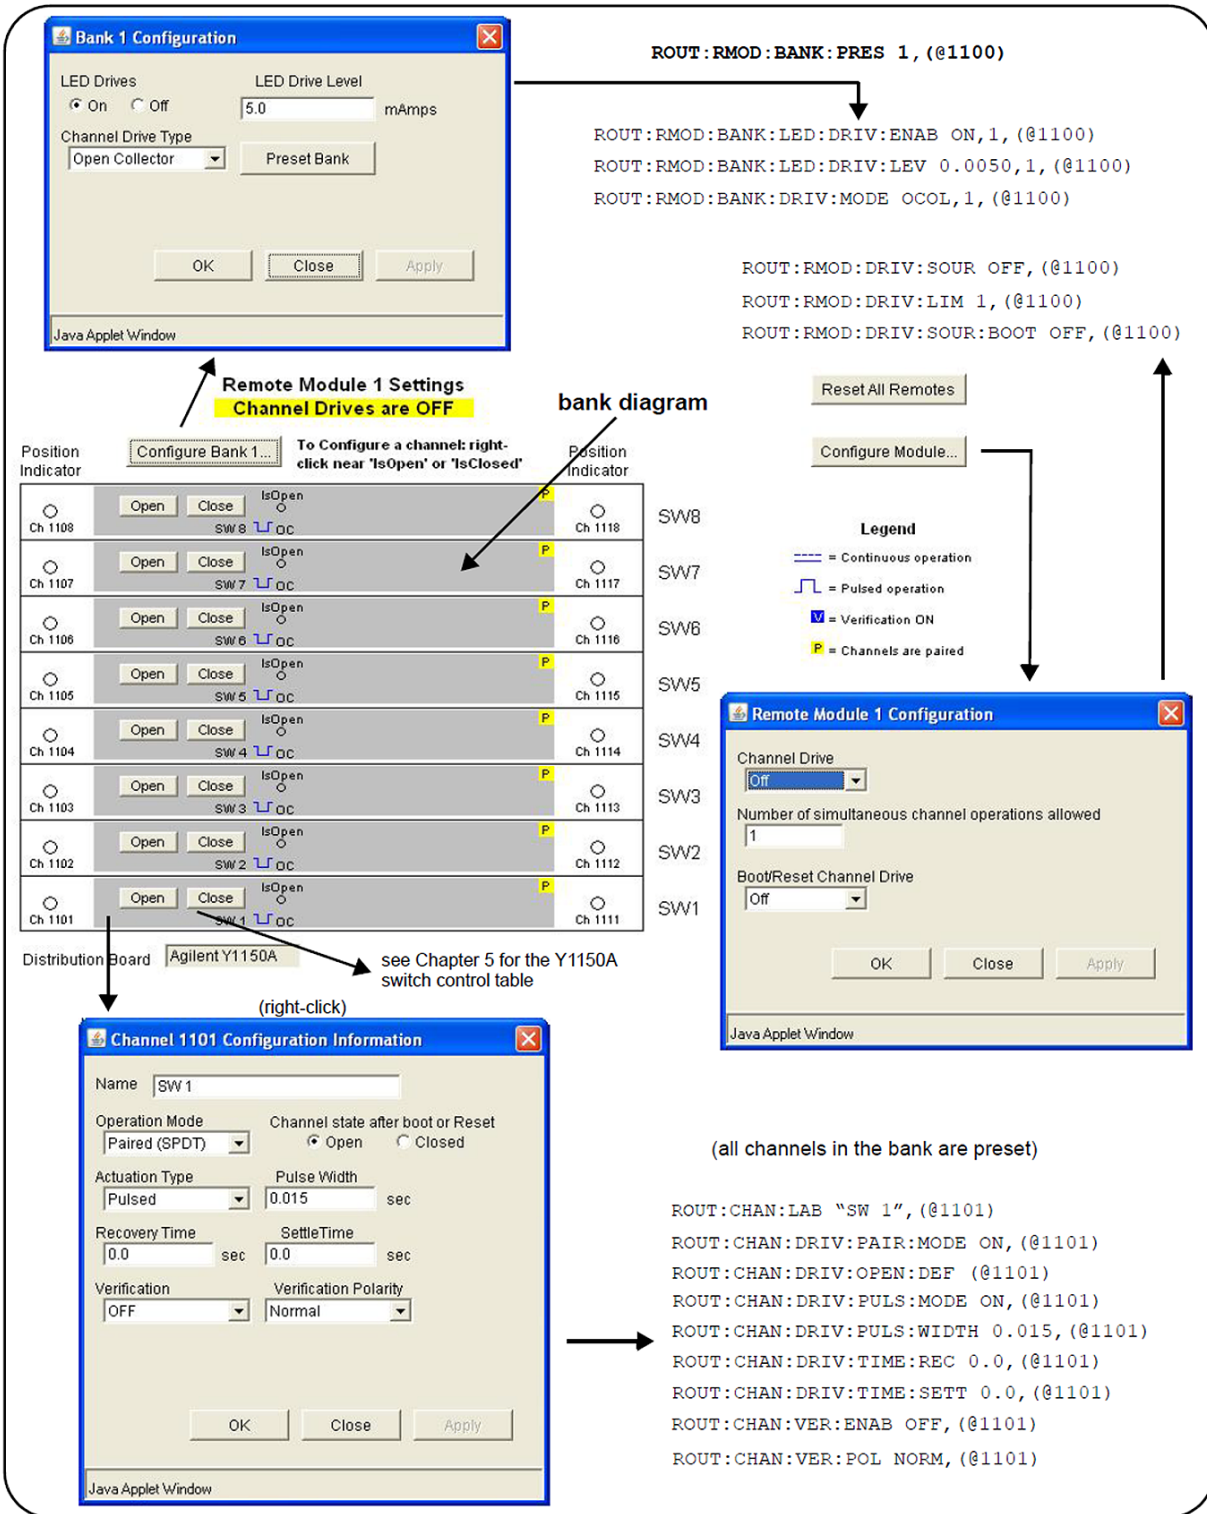 Bank 1 Configuration
LED Drives
LED Drive Level
On
Off
5.0
mAmps
Channel Drive Type
Open Collector
Preset Bank
OK
Close
Apply
Java Applet Window
ROUT:RMOD:BANK:PRES 1,(@1100)
ROUT:RMOD:BANK:LED:DRIV:ENAB ON,1,(@1100)
ROUT:RMOD:BANK:LED:DRIV:LEV 0.0050,1,(@1100)
ROUT:RMOD:BANK:DRIV:MODE OCOL,1,(@1100)
ROUT:RMOD:DRIV:SOUR OFF,(@1100)
ROUT:RMOD:DRIV:LIM 1,(@1100)
ROUT:RMOD:DRIV:SOUR:BOOT OFF,(@1100)
Remote Module 1 Settings
Channel Drives are OFF
bank diagram
Reset All Remotes
Position
Indicator
Configure Bank 1...
To Configure a channel: right-
click near 'IsOpen' or 'IsClosed'
Position
Indicator
Configure Module...
Ch 1108 Open Close IsOpen SW 8 OC P Ch 1118 SW8
Ch 1107 Open Close IsOpen SW 7 OC P Ch 1117 SW7
Ch 1106 Open Close IsOpen SW 6 OC P Ch 1116 SW6
Ch 1105 Open Close IsOpen SW 5 OC P Ch 1115 SW5
Ch 1104 Open Close IsOpen SW 4 OC P Ch 1114 SW4
Ch 1103 Open Close IsOpen SW 3 OC P Ch 1113 SW3
Ch 1102 Open Close IsOpen SW 2 OC P Ch 1112 SW2
Ch 1101 Open Close IsOpen SW 1 OC P Ch 1111 SW1
Legend
= Continuous operation
= Pulsed operation
V = Verification ON
P = Channels are paired
Distribution Board
Agilent Y1150A
see Chapter 5 for the Y1150A
switch control table
(right-click)
Remote Module 1 Configuration
Channel Drive
Off
Number of simultaneous channel operations allowed
1
Boot/Reset Channel Drive
Off
OK
Close
Apply
Java Applet Window
Channel 1101 Configuration Information
Name
SW 1
Operation Mode
Channel state after boot or Reset
Paired (SPDT)
Open
Closed
Actuation Type
Pulse Width
Pulsed
0.015
sec
Recovery Time
SettleTime
0.0
sec
0.0
sec
Verification
Verification Polarity
OFF
Normal
OK
Close
Apply
Java Applet Window
(all channels in the bank are preset)
ROUT:CHAN:LAB “SW 1”,(@1101)
ROUT:CHAN:DRIV:PAIR:MODE ON,(@1101)
ROUT:CHAN:DRIV:OPEN:DEF (@1101)
ROUT:CHAN:DRIV:PULS:MODE ON,(@1101)
ROUT:CHAN:DRIV:PULS:WIDTH 0.015,(@1101)
ROUT:CHAN:DRIV:TIME:REC 0.0,(@1101)
ROUT:CHAN:DRIV:TIME:SETT 0.0,(@1101)
ROUT:CHAN:VER:ENAB OFF,(@1101)
ROUT:CHAN:VER:POL NORM,(@1101)